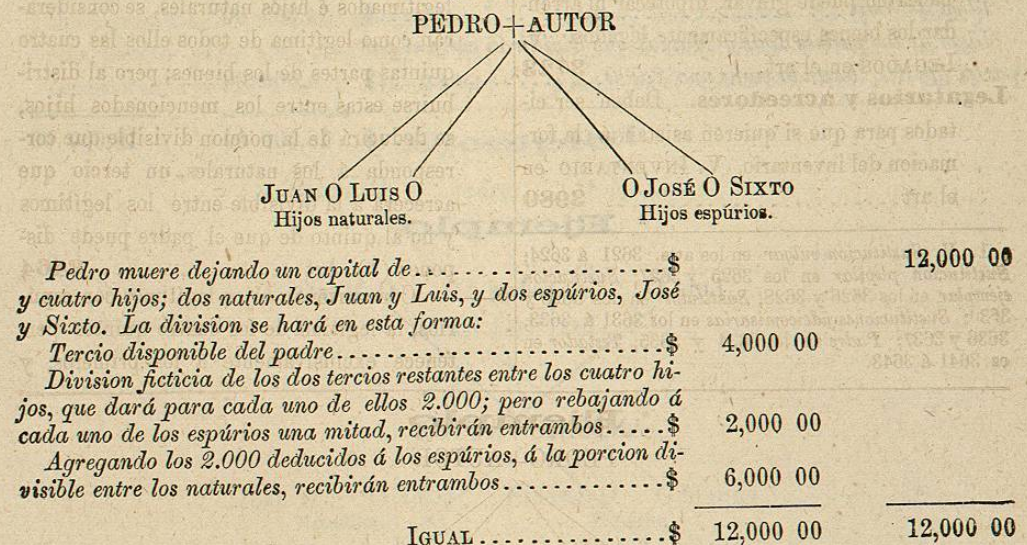 PEDRO+AUTOR
JUAN O LUIS O
Hijos naturales.
O JOSÉ O SIXTO
Hijos espúrios.
Pedro muere dejando un capital de....................$ 12,000 00
y cuatro hijos; dos naturales, Juan y Luis, y dos espúrios, José
y Sixto. La division se hará en esta forma:
Tercio disponible del padre.........................$ 4,000 00
Division ficticia de los dos tercios restantes entre los cuatro hi-
jos, que dará para cada uno de ellos 2.000; pero rebajando á
cada uno de los espúrios una mitad, recibirán entrambos.....$ 2,000 00
Agregando los 2.000 deducidos á los espúrios, á la porcion di-
visible entre los naturales, recibirán entrambos............$ 6,000 00
IGUAL...............$ 12,000 00 12,000 00